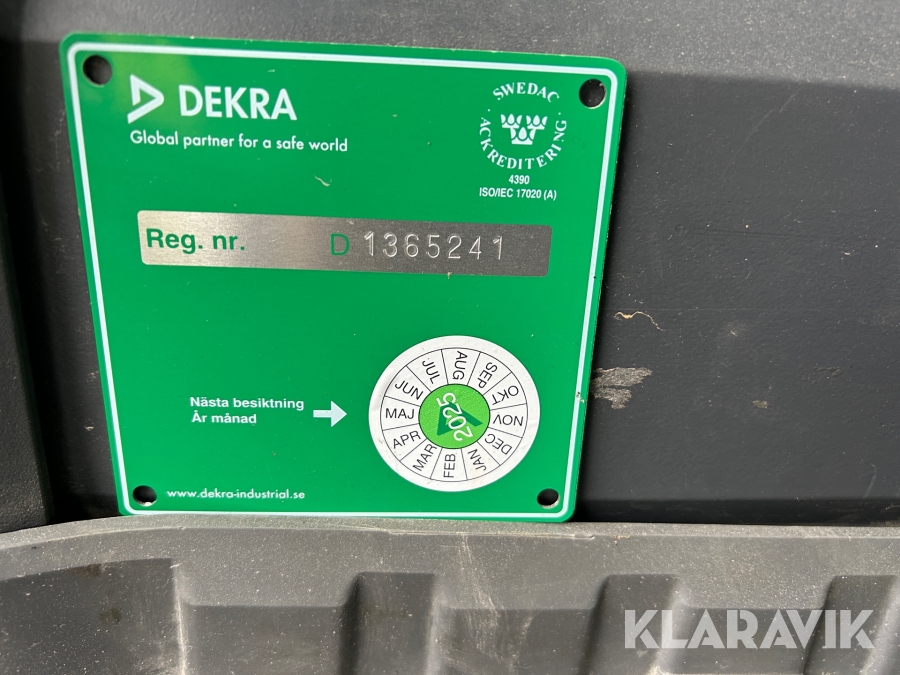 DEKRA
Global partner for a safe world
SWEDAC
ACKREDITERING
4390
ISO/IEC 17020 (A)
Reg. nr. D 1365241
Nästa besiktning
År månad
JAN FEB MAR APR MAJ JUN JUL AUG SEP OKT NOV DEC
2025
www.dekra-industrial.se
KLARAVIK